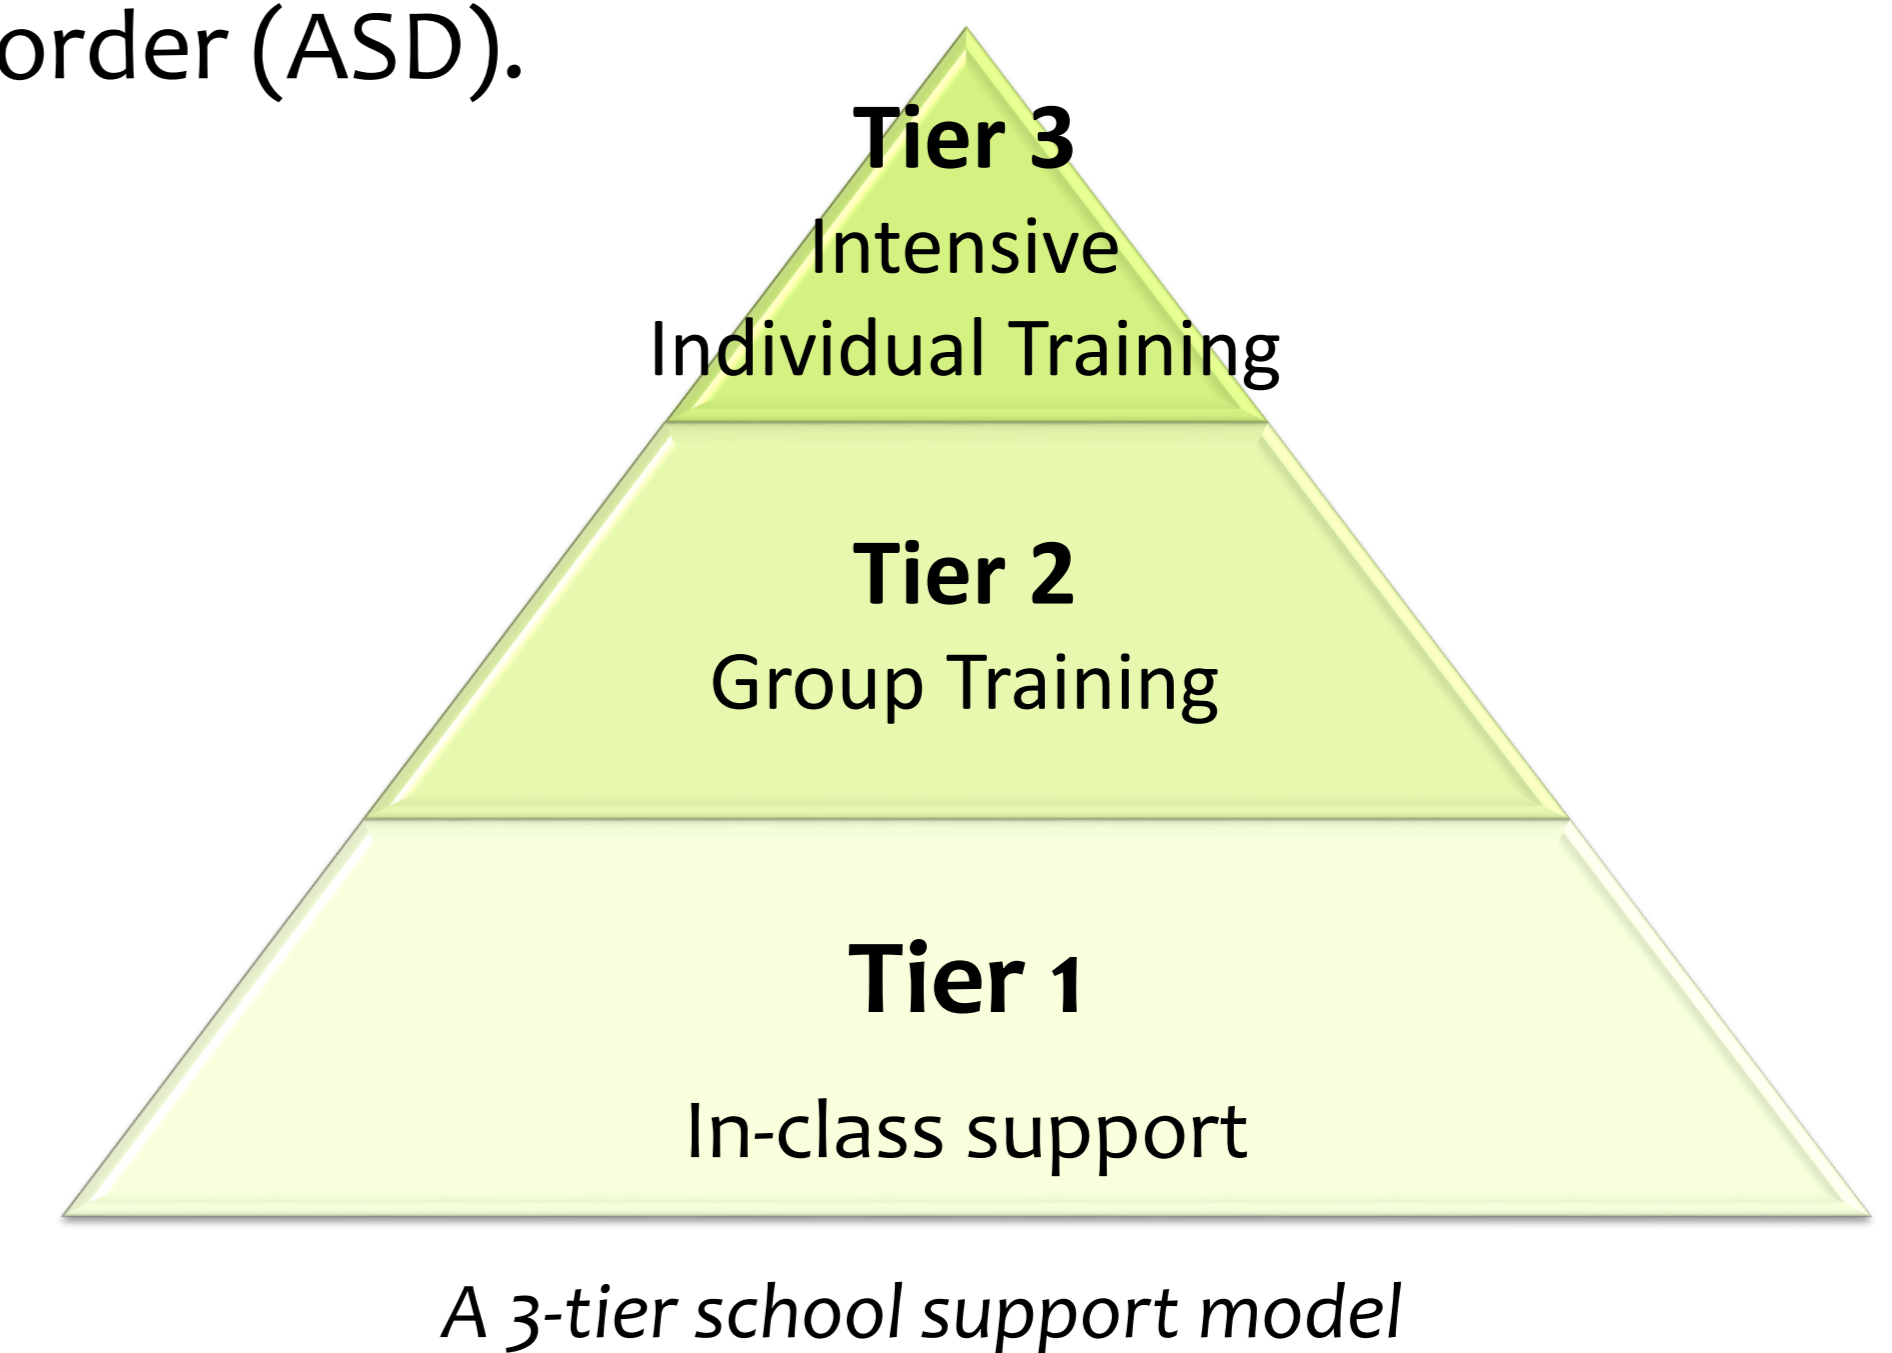 order (ASD).
Tier 3
Intensive
Individual Training
Tier 2
Group Training
Tier 1
In-class support
A 3-tier school support model